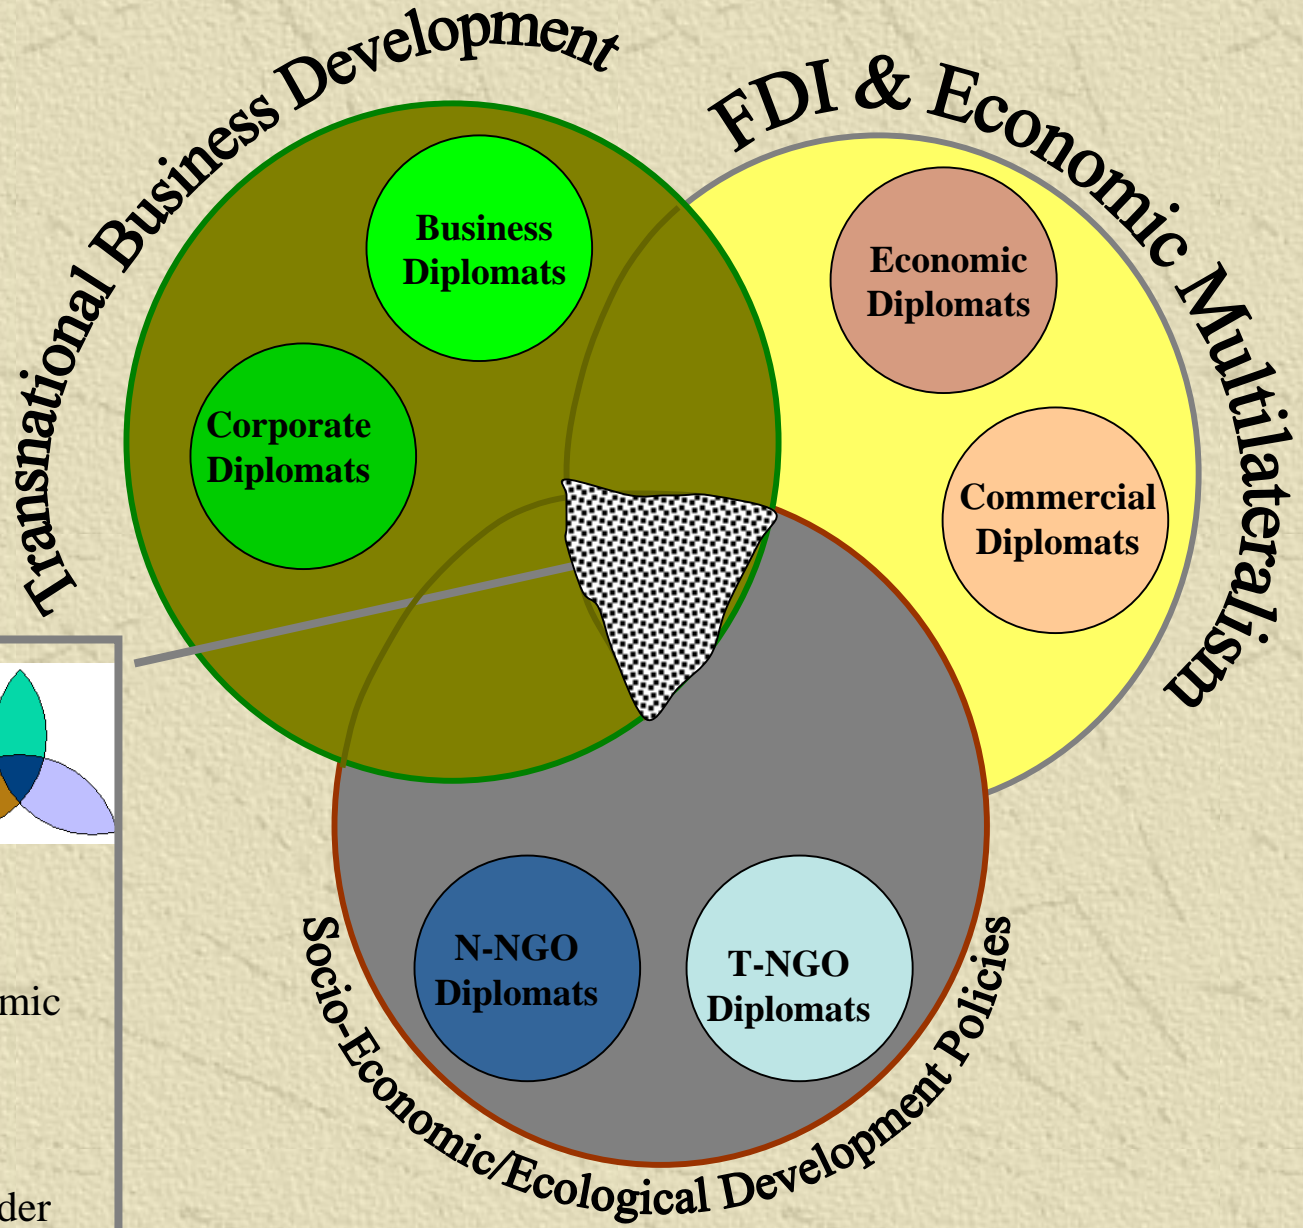 Transnational Business Development
FDI & Economic Multilateralism
Business
Diplomats
Economic
Diplomats
Corporate
Diplomats
Commercial
Diplomats
N-NGO
Diplomats
T-NGO
Diplomats
Socio-Economic/Ecological Development Policies
mic
der